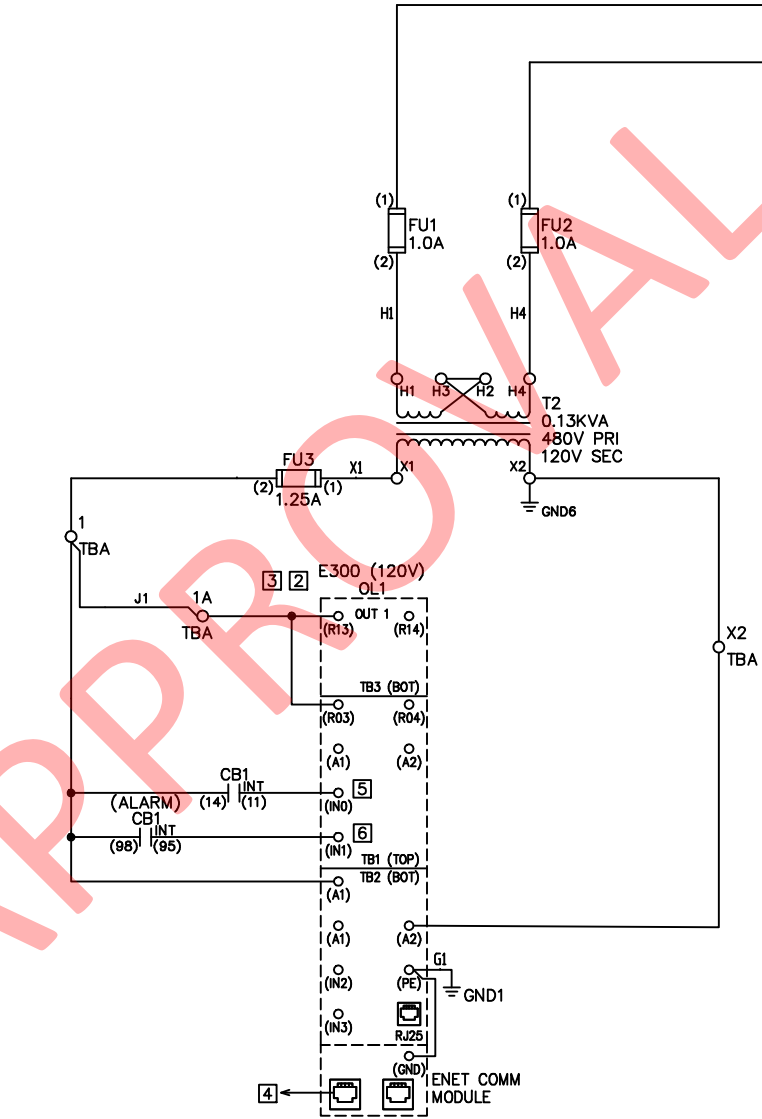 APPROVAL
(1)
FU1
1.0A
(2)
(1)
FU2
1.0A
(2)
H1
H4
H1 H3 H2 H4
T2
0.13KVA
480V PRI
120V SEC
FU3
(2) (1)
1.25A
X1
X1
X2
GND6
1
TBA
J1
1A
TBA
3 2
E300 (120V)
OL1
OUT 1
(R13) (R14)
TB3 (BOT)
(R03) (R04)
(A1) (A2)
X2
TBA
CB1
INT
(14) (11)
5
(IN0)
(ALARM)
CB1
INT
(98) (95)
6
(IN1)
TB1 (TOP)
TB2 (BOT)
(A1)
(A1) (A2)
(IN2) (PE)
G1
GND1
(IN3)
RJ25
(GND)
ENET COMM
MODULE
4